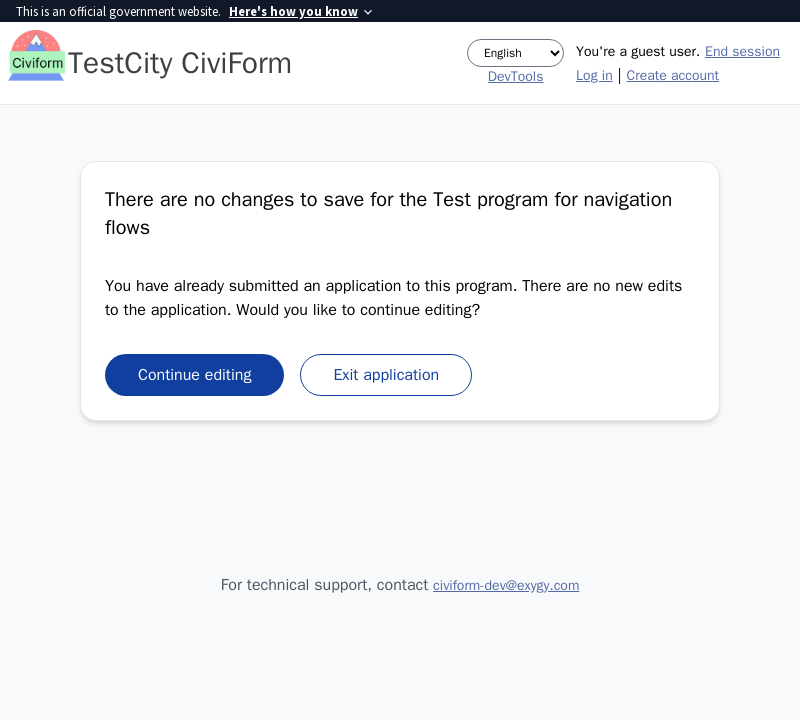 This is an official government website. Here's how you know
Civiform
TestCity CiviForm
English
DevTools
You're a guest user. End session
Log in | Create account
There are no changes to save for the Test program for navigation
flows
You have already submitted an application to this program. There are no new edits
to the application. Would you like to continue editing?
Continue editing
Exit application
For technical support, contact civiform-dev@exygy.com